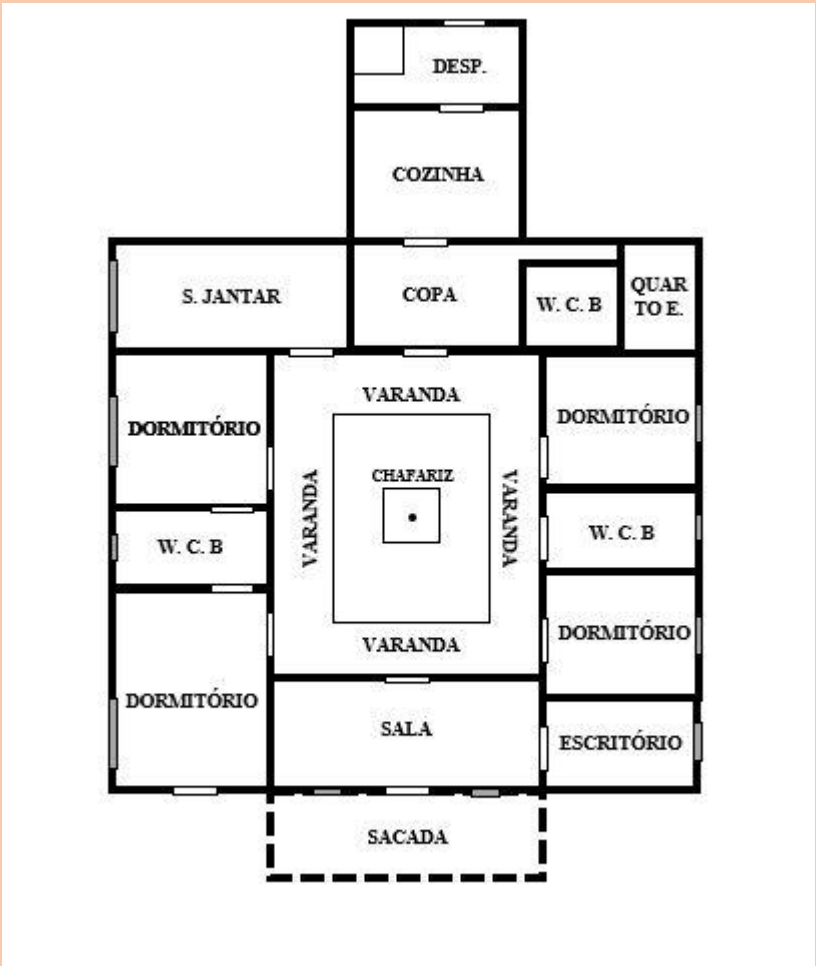 DESP.
COZINHA
S. JANTAR
COPA
W. C. B
QUAR
TO E.
VARANDA
DORMITÓRIO
DORMITÓRIO
CHAFARIZ
VARANDA
VARANDA
W. C. B
W. C. B
VARANDA
DORMITÓRIO
DORMITÓRIO
SALA
ESCRITÓRIO
SACADA